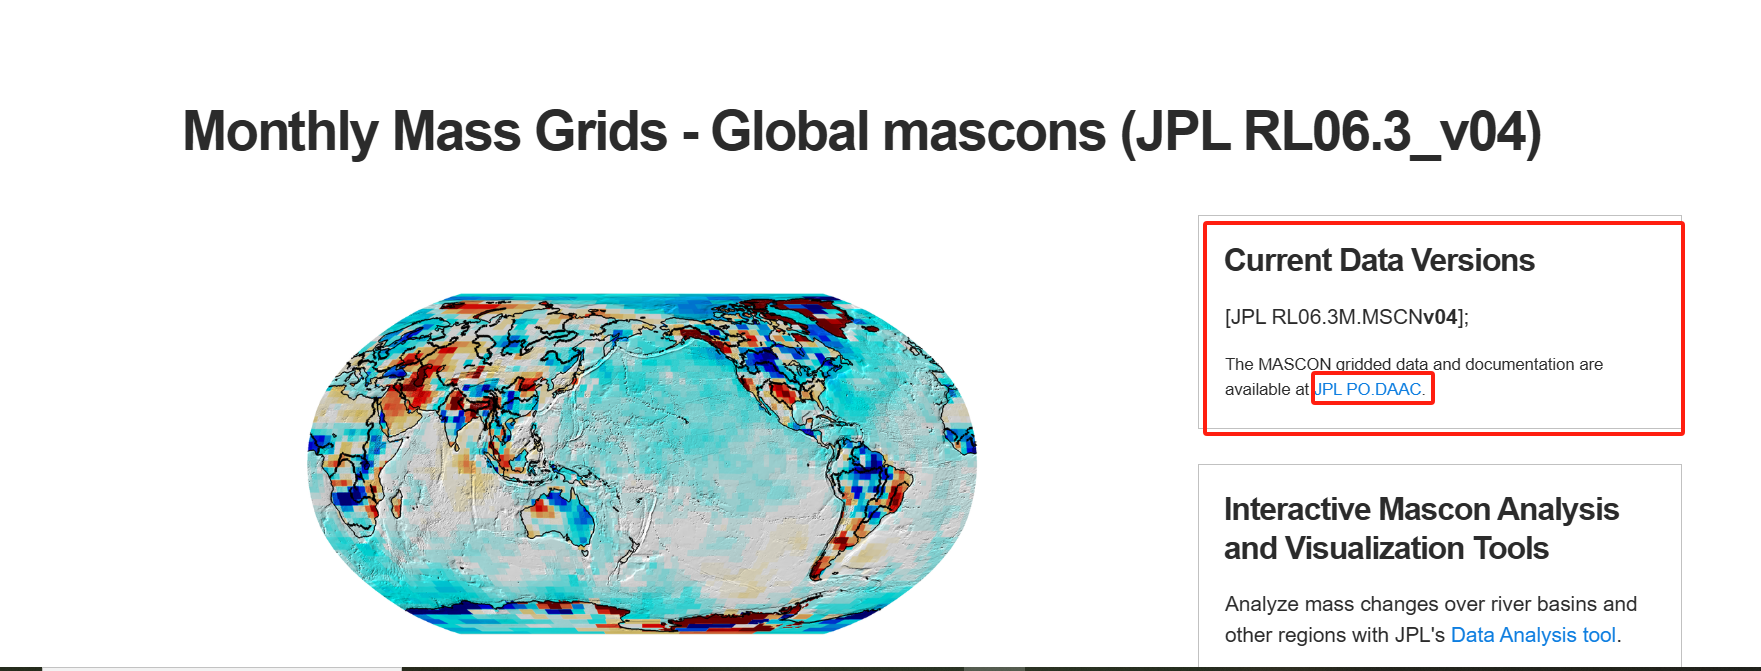 Monthly Mass Grids - Global mascons (JPL RL06.3_v04)
Current Data Versions
[JPL RL06.3M.MSCNv04];
The MASCON gridded data and documentation are
available at JPL PO.DAAC.
Interactive Mascon Analysis
and Visualization Tools
Analyze mass changes over river basins and
other regions with JPL's Data Analysis tool.